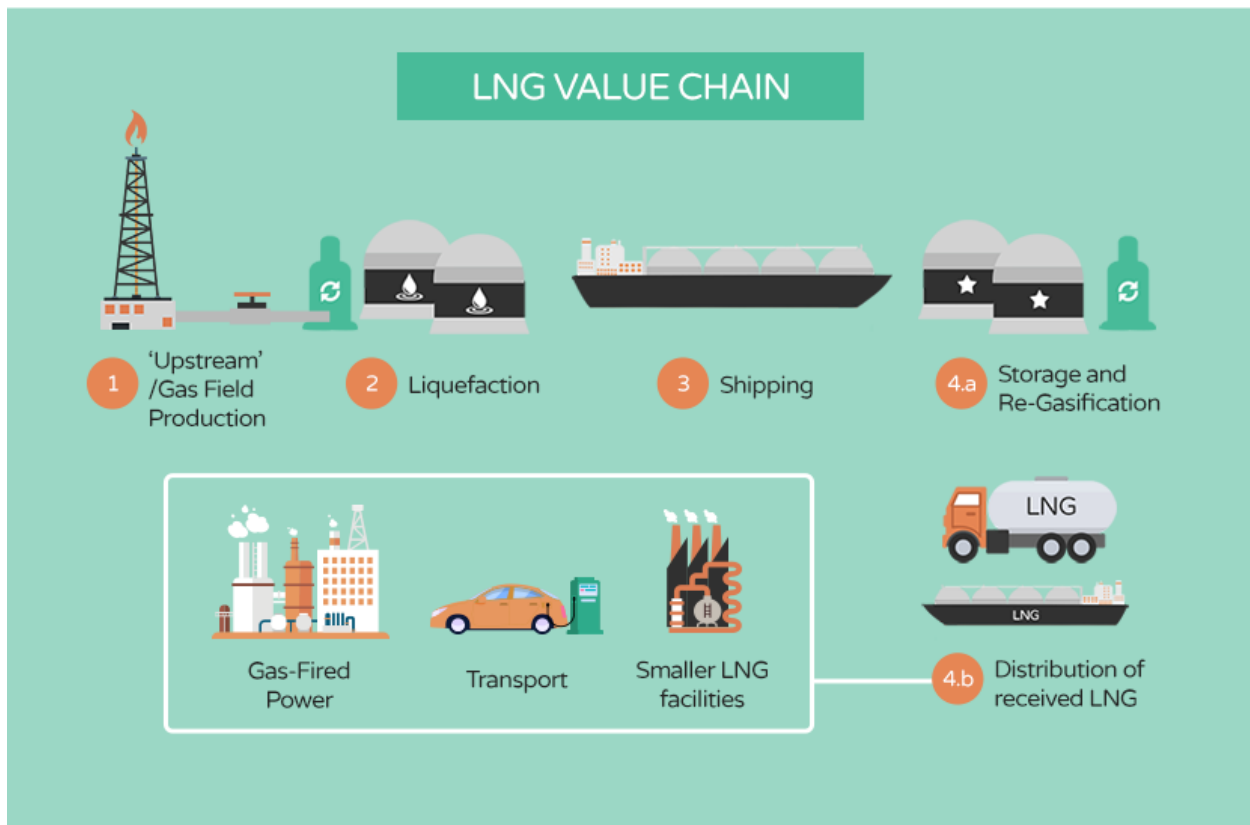 LNG VALUE CHAIN
1
‘Upstream’
/Gas Field
Production
2
Liquefaction
3
Shipping
4.a
Storage and
Re-Gasification
Gas-Fired
Power
Transport
Smaller LNG
facilities
LNG
LNG
4.b
Distribution of
received LNG